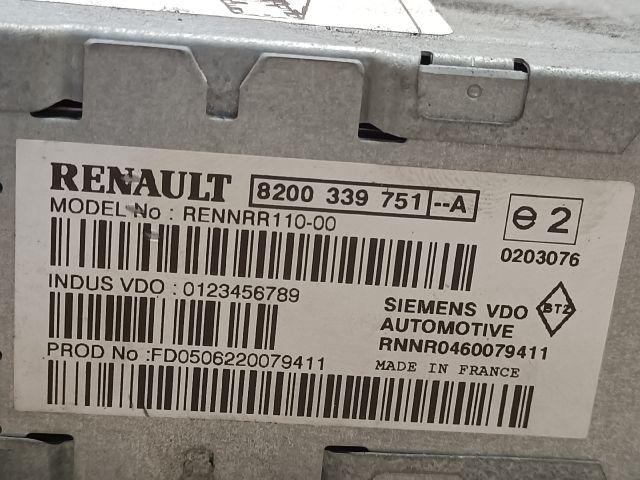 RENAULT 8200 339 751 --A
e 2
MODEL No : RENNRR110-00
0203076
INDUS VDO : 0123456789
SIEMENS VDO BTZ
AUTOMOTIVE
RNNR0460079411
PROD No :FD0506220079411
MADE IN FRANCE